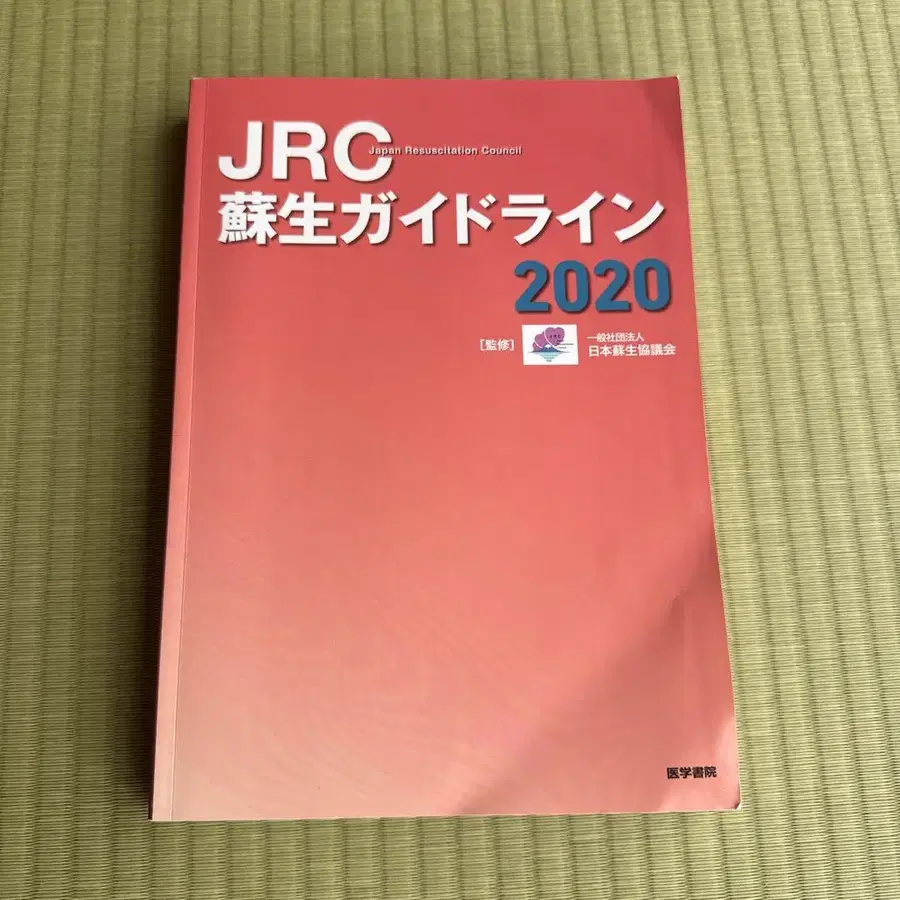 JRC
Japan Resuscitation Council
蘇生ガイドライン
2020
[監修]
JRC
一般社団法人
日本蘇生協議会
医学書院